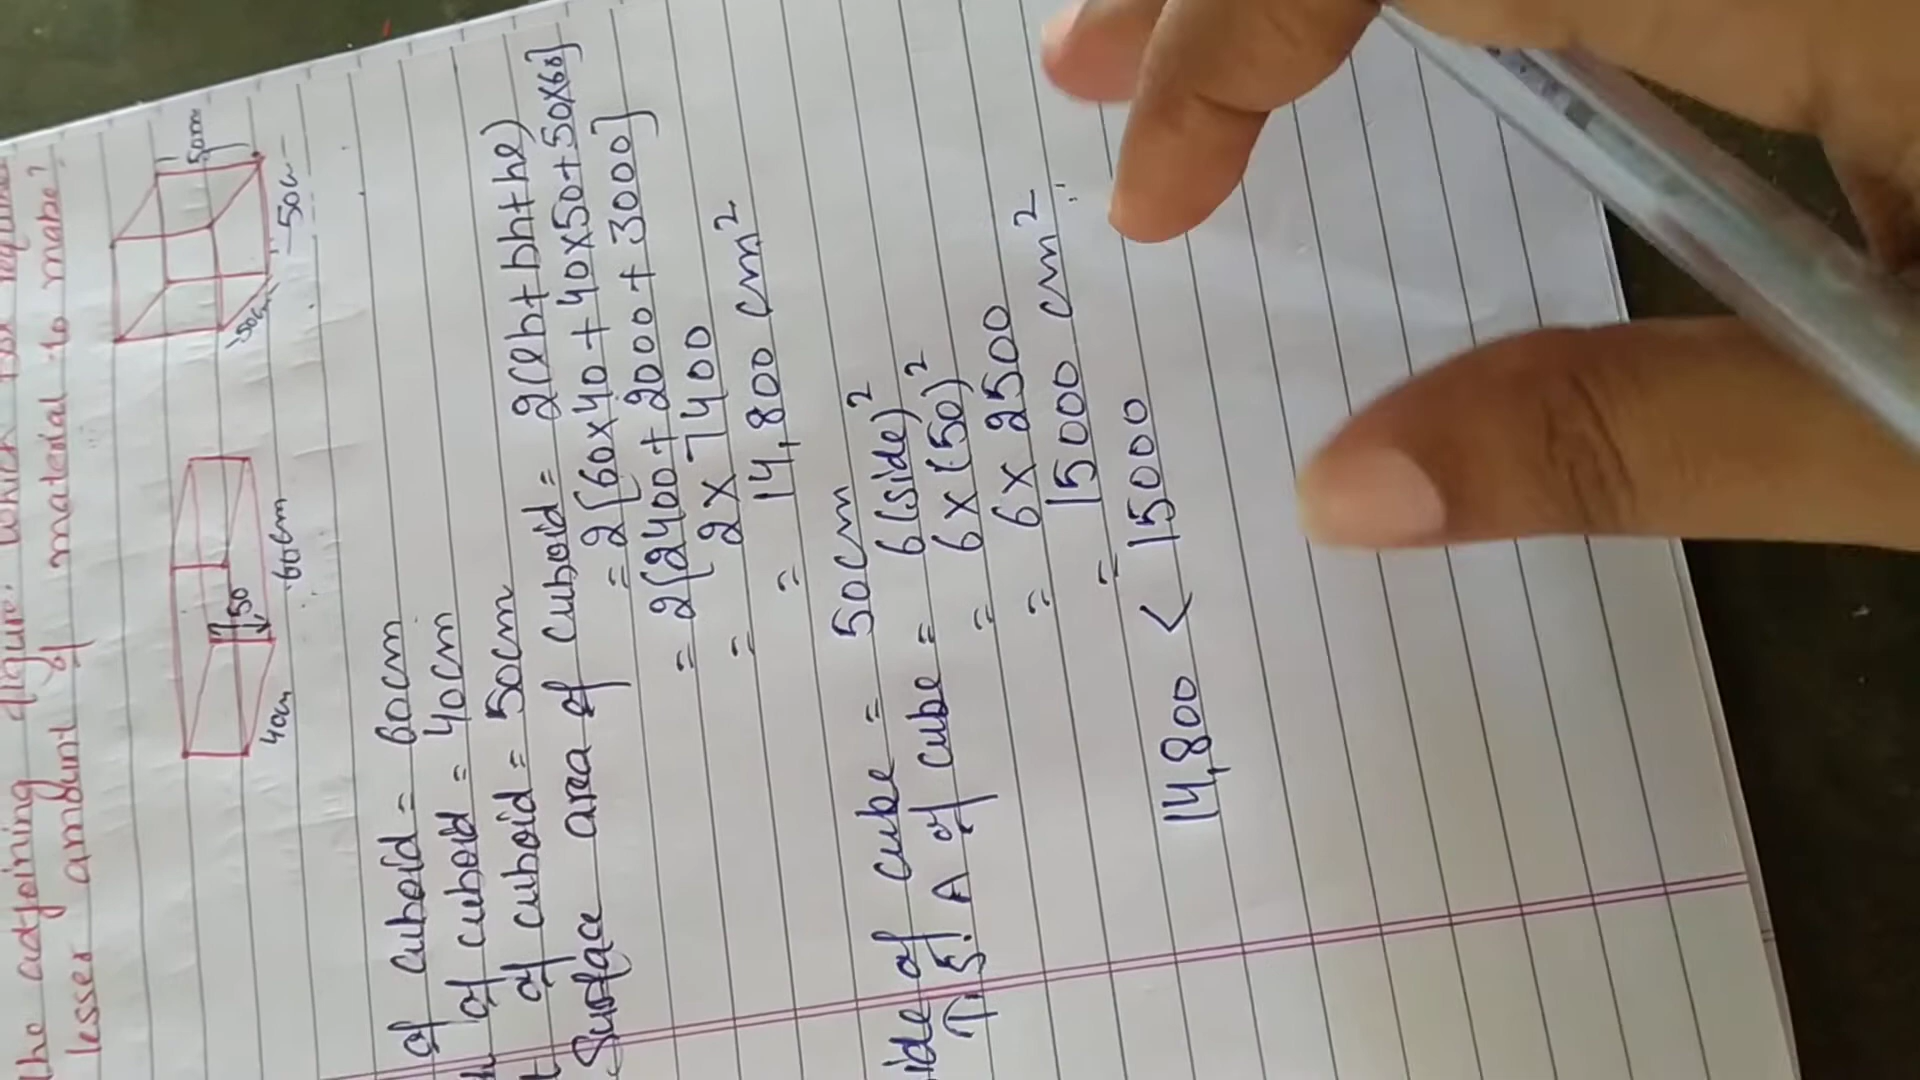 the adjoining figure. which box
lesser amount of material to make?
40cm
50
60cm
50cm
50cm
50cm
of cuboid = 60cm
of cuboid = 40cm
of cuboid = 50cm
Surface area of cuboid = 2(lb+bh+hl)
= 2[60×40+40×50+50×60]
= 2[2400+2000+3000]
= 2×7400
= 14,800 cm²
side of cube = 50cm
T.S.A of cube = 6(side)²
= 6×(50)²
= 6×2500
= 15000 cm²
14,800 < 15000